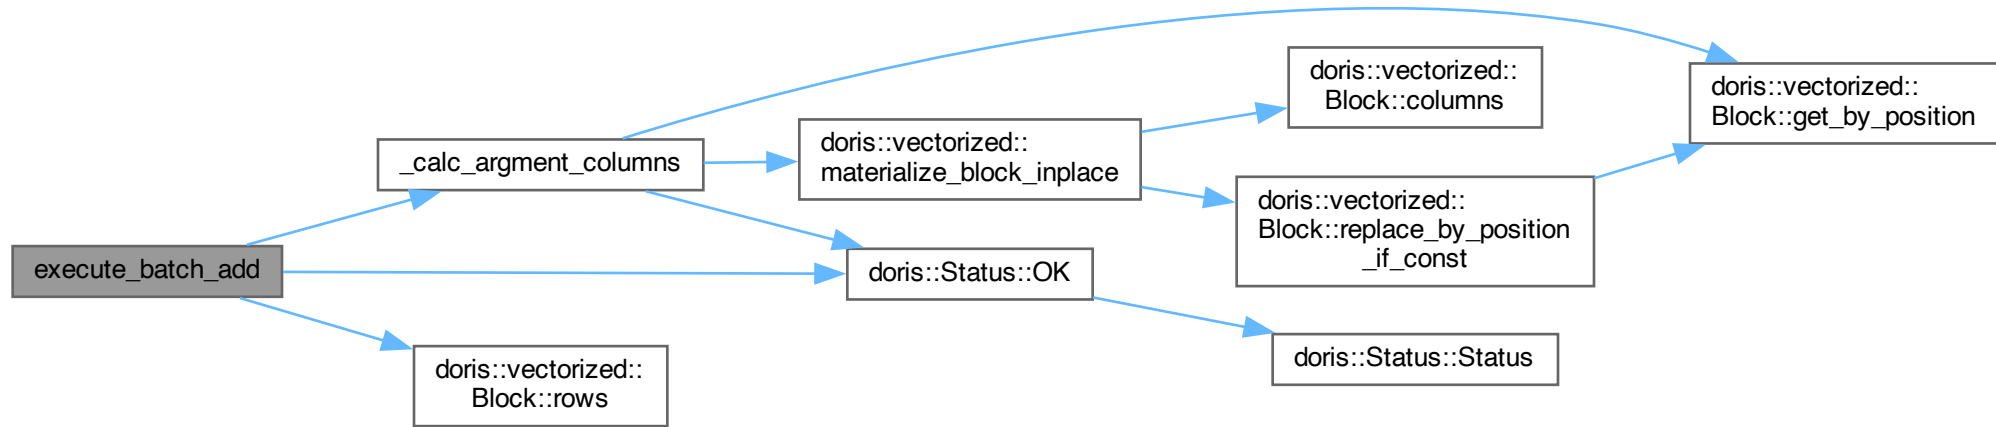 execute_batch_add
_calc_argment_columns
doris::vectorized::
materialize_block_inplace
doris::vectorized::
Block::columns
doris::vectorized::
Block::replace_by_position
_if_const
doris::vectorized::
Block::get_by_position
doris::Status::OK
doris::Status::Status
doris::vectorized::
Block::rows